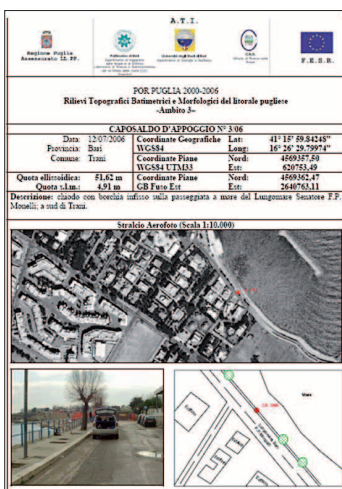 A.T.I.
Regione Puglia
Assessorato LL.PP.
F.E.S.R.
POR PUGLIA 2000-2006
Rilievi Topografici Batimetrici e Morfologici del litorale pugliese
-Ambito 3-
CAPOSALDO D'APPOGGIO N° 3/06
Data: 12/07/2006 Coordinate Geografiche Lat: 41° 15' 59.84248"
Provincia: Bari WGS84 Long: 16° 26' 29.79974"
Comune: Trani Coordinate Piane Nord: 4569357,50
WGS84 UTM33 Est: 620753,49
Quota ellissoidica: 51,62 m Coordinate Piane Nord: 4569362,47
Quota s.l.m.: 4,91 m GB Fuso Est Est: 2640763,11
Descrizione: chiodo con borchia infisso sulla passeggiata a mare del Lungomare Senatore F.P.
Monelli; a sud di Trani.
Stralcio Aerofoto (Scala 1:10.000)
Mare